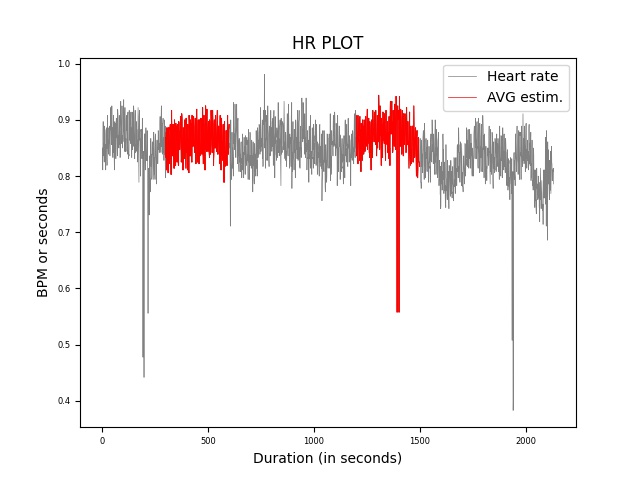 HR PLOT
Heart rate
AVG estim.
1.0
0.9
0.8
0.7
0.6
0.5
0.4
BPM or seconds
0 500 1000 1500 2000
Duration (in seconds)